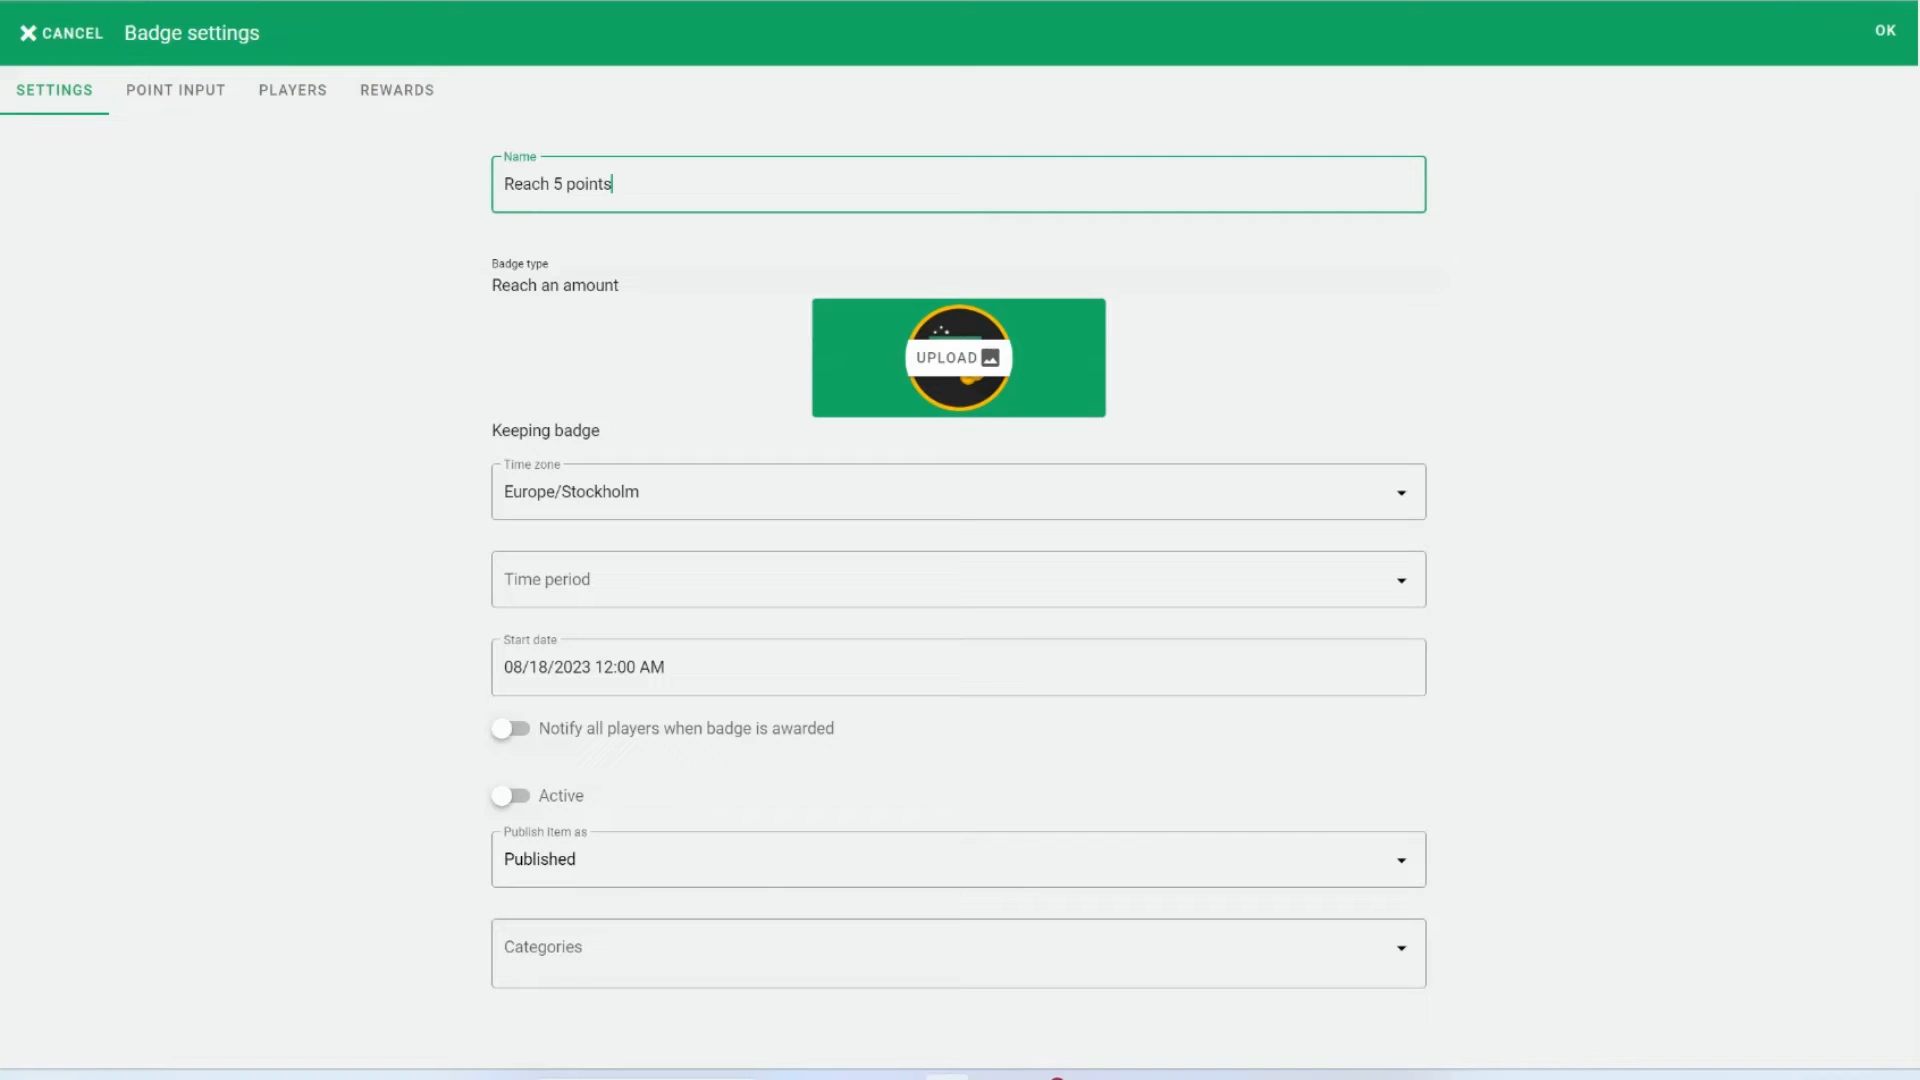 CANCEL Badge settings OK
SETTINGS POINT INPUT PLAYERS REWARDS
Name
Reach 5 points
Badge type
Reach an amount
UPLOAD
Keeping badge
Time zone
Europe/Stockholm
Time period
Start date
08/18/2023 12:00 AM
Notify all players when badge is awarded
Active
Publish item as
Published
Categories